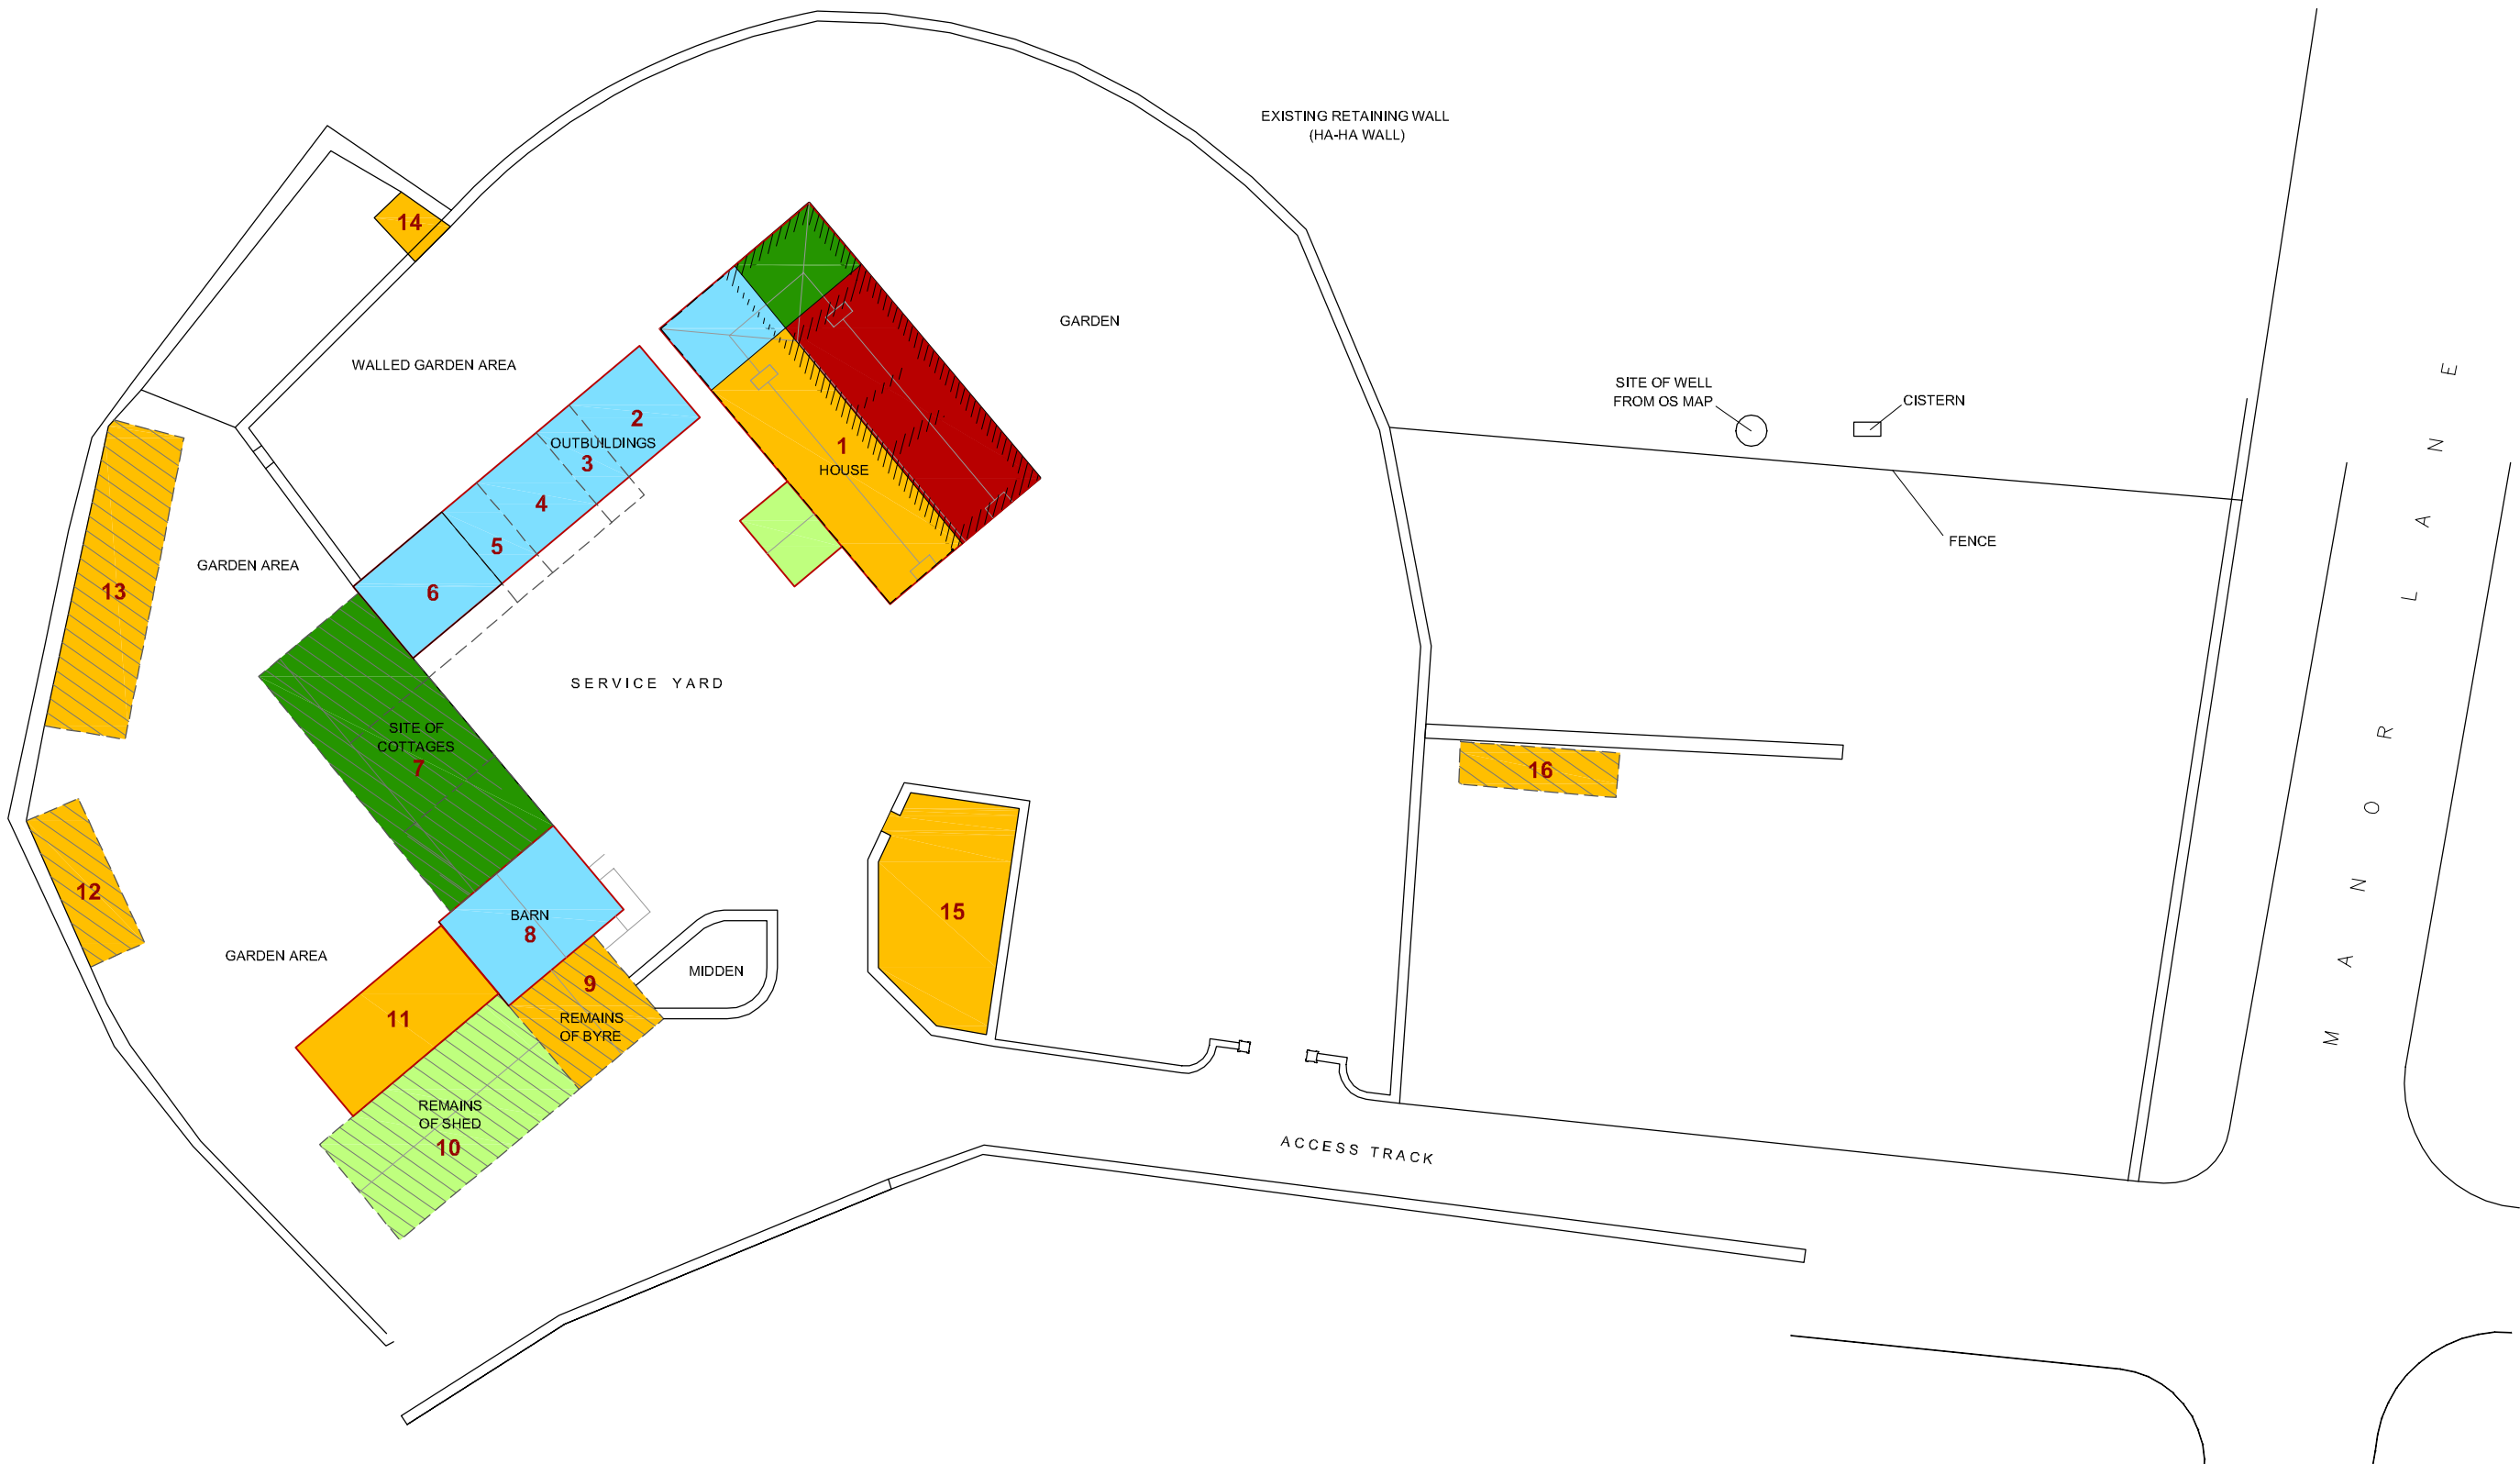 EXISTING RETAINING WALL
(HA-HA WALL)
14
GARDEN
WALLED GARDEN AREA
SITE OF WELL
FROM OS MAP
CISTERN
2
OUTBUILDINGS
3
1
HOUSE
4
5
FENCE
GARDEN AREA
13
6
SERVICE YARD
SITE OF
COTTAGES
7
16
12
BARN
8
15
GARDEN AREA
MIDDEN
9
REMAINS
OF BYRE
11
REMAINS
OF SHED
10
ACCESS TRACK
MANOR LANE